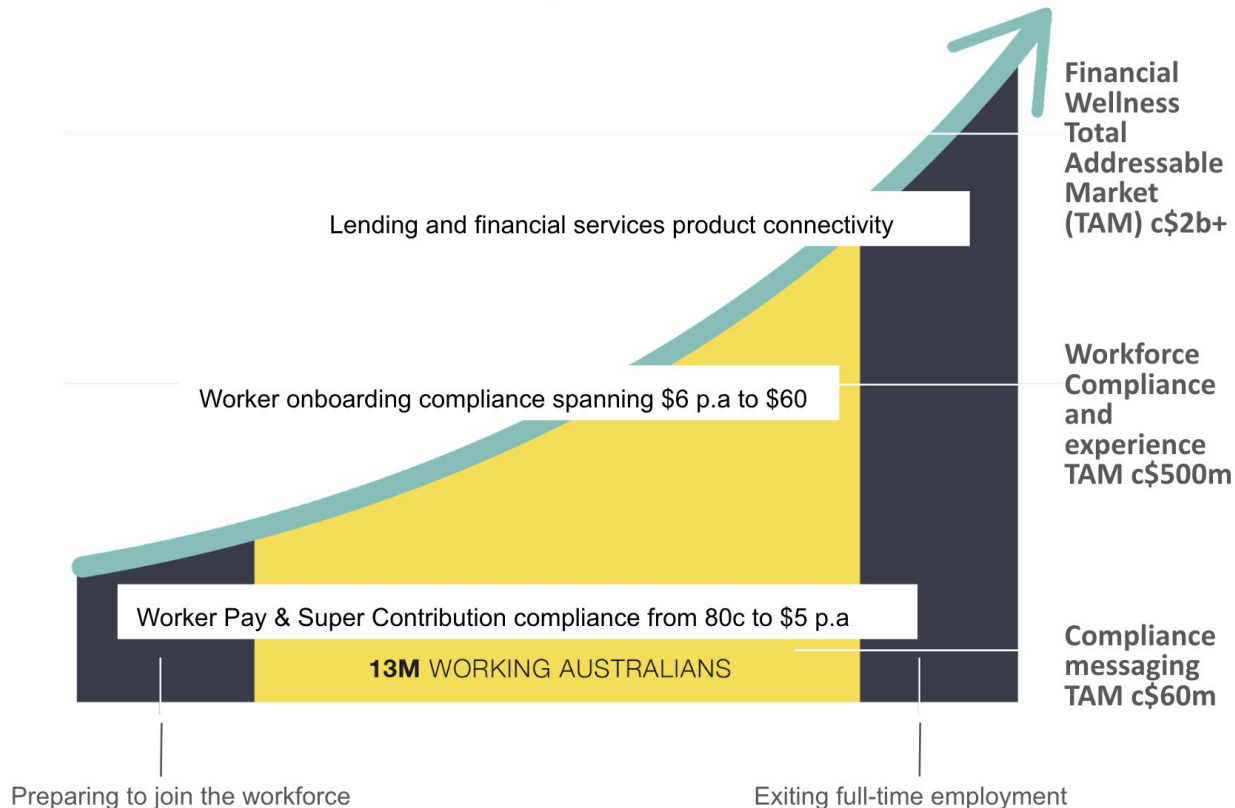 Financial
Wellness
Total
Addressable
Market
(TAM) c$2b+
Lending and financial services product connectivity
Workforce
Compliance
and
experience
TAM c$500m
Worker onboarding compliance spanning $6 p.a to $60
Worker Pay & Super Contribution compliance from 80c to $5 p.a
13M WORKING AUSTRALIANS
Compliance
messaging
TAM c$60m
Preparing to join the workforce
Exiting full-time employment